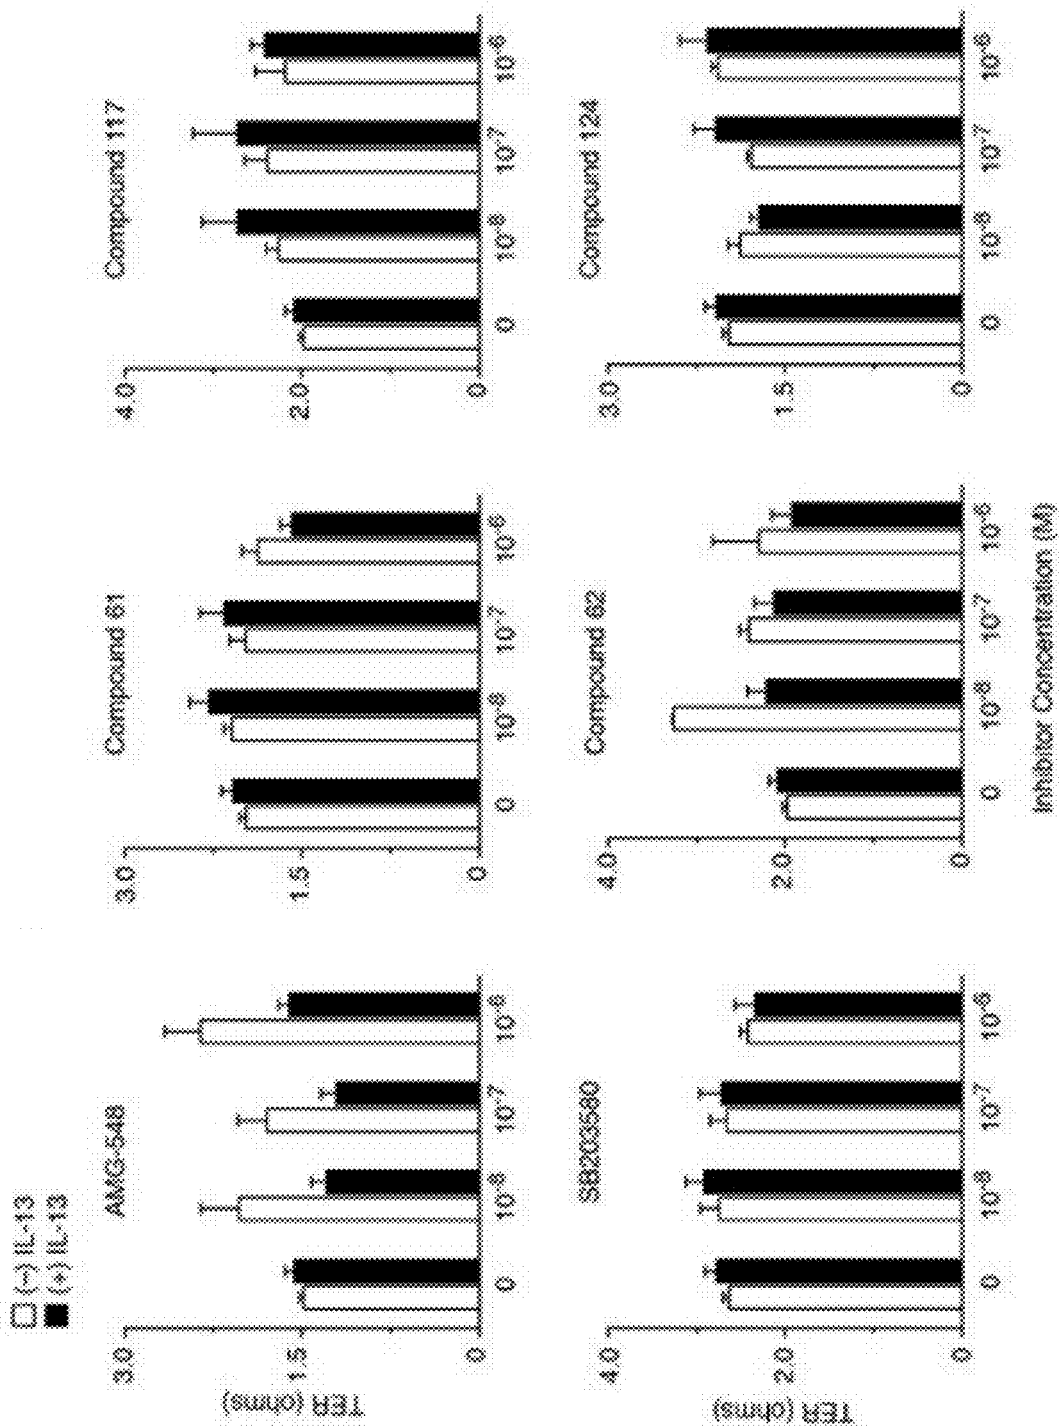 (−) IL-13
(+) IL-13
AMG-548
TER (ohms)
3.0
1.5
0
0 10-8 10-7 10-6
Compound 61
3.0
1.5
0
0 10-8 10-7 10-6
Compound 117
4.0
2.0
0
0 10-8 10-7 10-6
SB203580
TER (ohms)
4.0
2.0
0
0 10-8 10-7 10-6
Compound 62
4.0
2.0
0
0 10-8 10-7 10-6
Compound 124
3.0
1.5
0
0 10-8 10-7 10-6
Inhibitor Concentration (M)